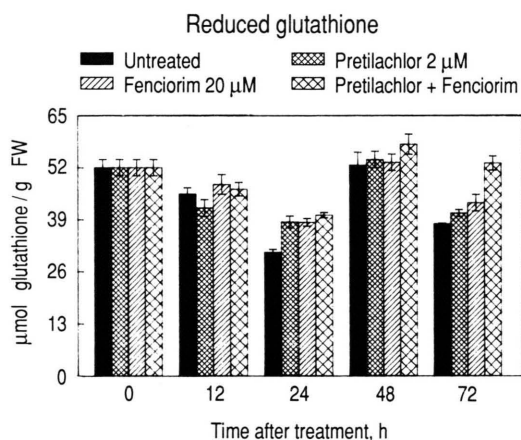 Reduced glutathione
Untreated
Pretilachlor 2 μM
Fenciorim 20 μM
Pretilachlor + Fenciorim
65
52
39
26
13
0
μmol glutathione / g FW
0 12 24 48 72
Time after treatment, h